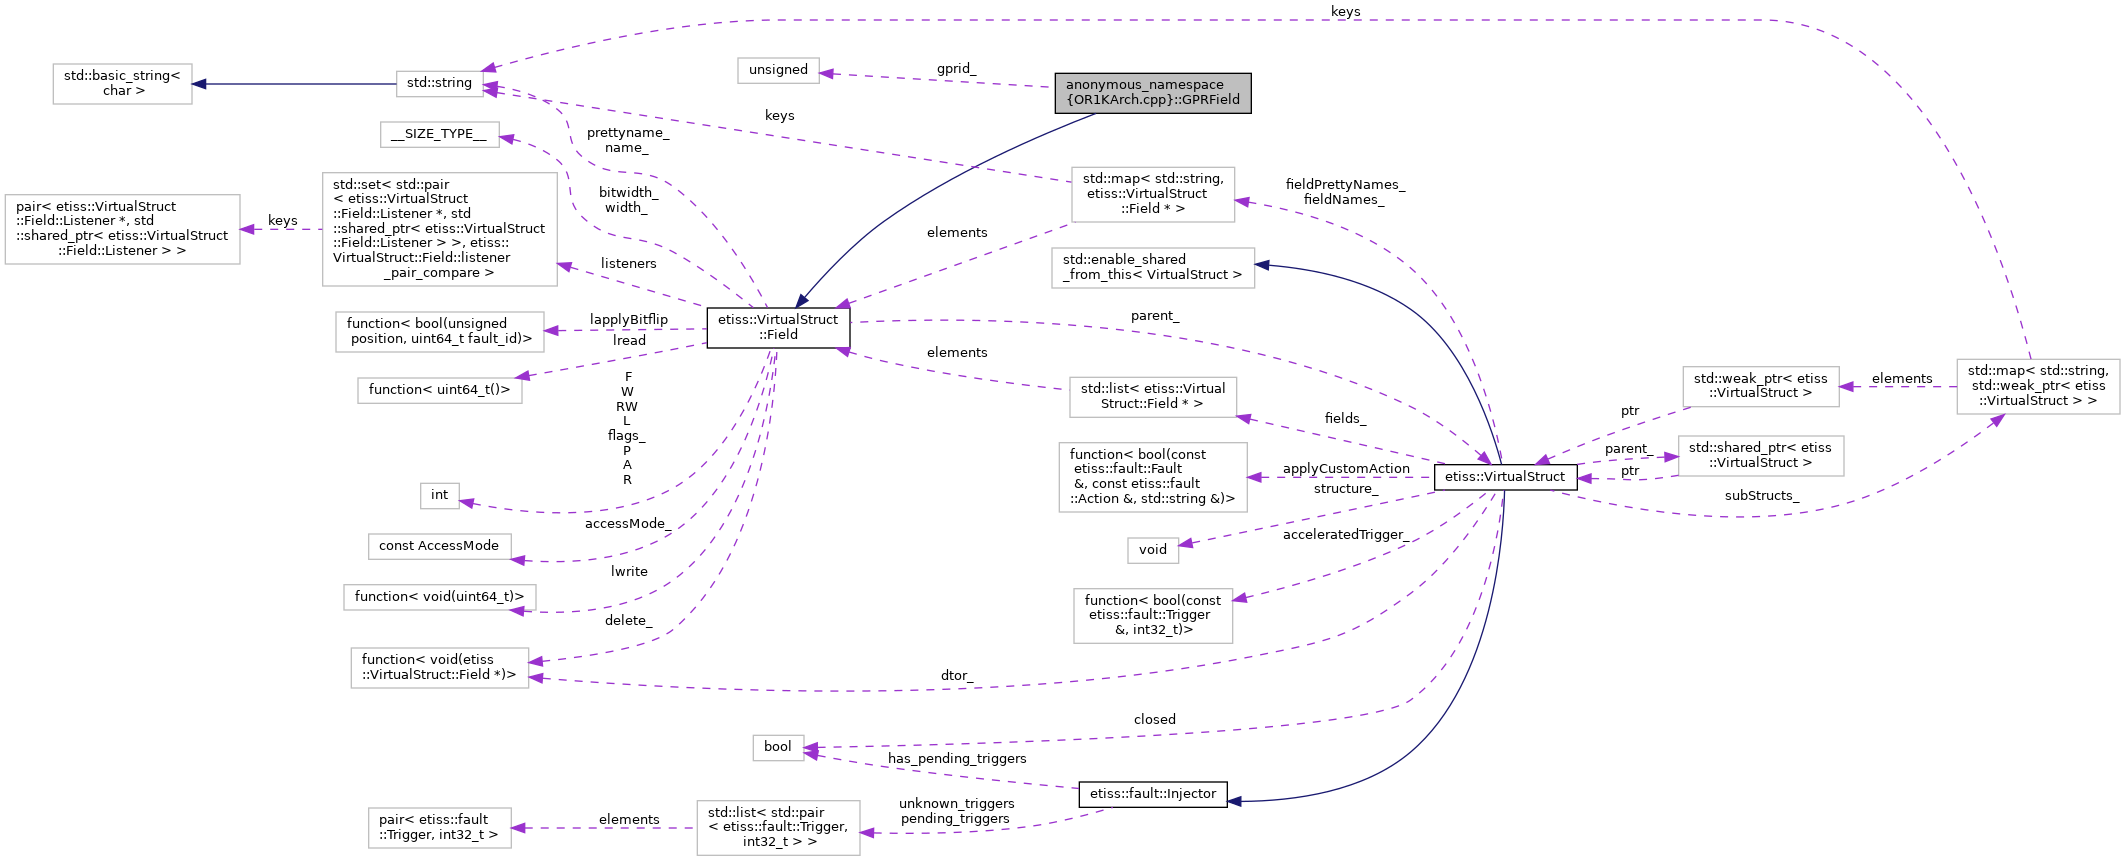 keys
std::basic_string<
char >
std::string
unsigned
gprid_
anonymous_namespace
{OR1KArch.cpp}::GPRField
__SIZE_TYPE__
prettyname_
name_
keys
pair< etiss::VirtualStruct
::Field::Listener *, std
::shared_ptr< etiss::VirtualStruct
::Field::Listener > >
keys
std::set< std::pair
< etiss::VirtualStruct
::Field::Listener *, std
::shared_ptr< etiss::VirtualStruct
::Field::Listener > >, etiss::
VirtualStruct::Field::listener
_pair_compare >
bitwidth_
width_
listeners
std::map< std::string,
etiss::VirtualStruct
::Field * >
fieldPrettyNames_
fieldNames_
elements
std::enable_shared
_from_this< VirtualStruct >
function< bool(unsigned
position, uint64_t fault_id)>
lapplyBitflip
etiss::VirtualStruct
::Field
parent_
function< uint64_t()>
lread
elements
std::list< etiss::Virtual
Struct::Field * >
fields_
std::weak_ptr< etiss
::VirtualStruct >
elements
std::map< std::string,
std::weak_ptr< etiss
::VirtualStruct > >
F
W
RW
L
flags_
P
A
R
int
function< bool(const
etiss::fault::Fault
&, const etiss::fault
::Action &, std::string &)>
applyCustomAction
etiss::VirtualStruct
ptr
parent_
ptr
std::shared_ptr< etiss
::VirtualStruct >
structure_
subStructs_
const AccessMode
accessMode_
void
acceleratedTrigger_
function< void(uint64_t)>
lwrite
function< bool(const
etiss::fault::Trigger
&, int32_t)>
delete_
function< void(etiss
::VirtualStruct::Field *)>
dtor_
closed
bool
has_pending_triggers
etiss::fault::Injector
pair< etiss::fault
::Trigger, int32_t >
elements
std::list< std::pair
< etiss::fault::Trigger,
int32_t > >
unknown_triggers
pending_triggers